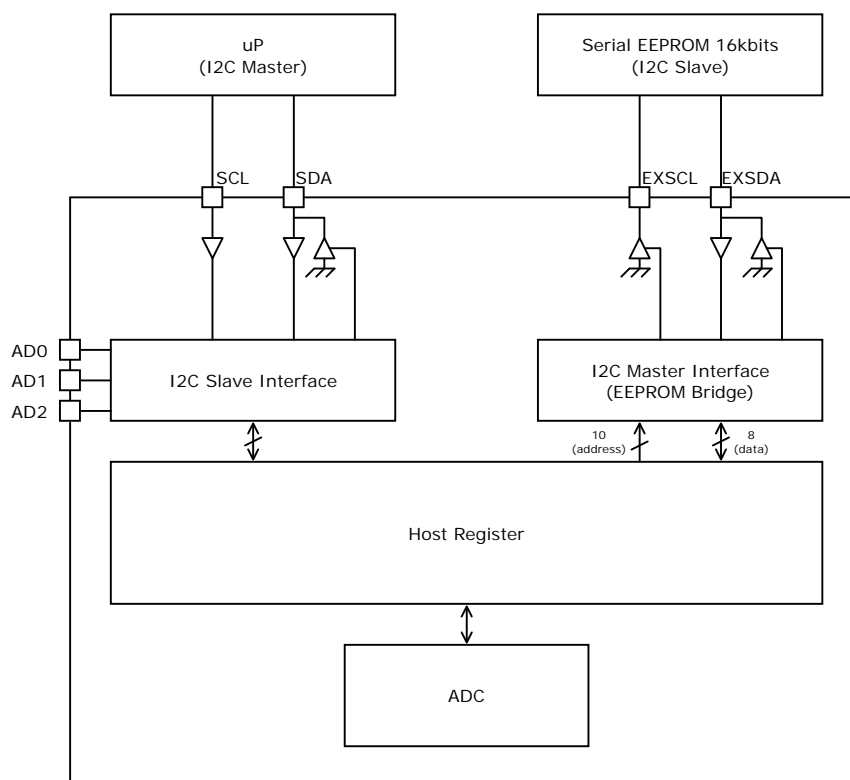 uP
(I2C Master)
Serial EEPROM 16kbits
(I2C Slave)
SCL
SDA
EXSCL
EXSDA
AD0
AD1
AD2
I2C Slave Interface
I2C Master Interface
(EEPROM Bridge)
10
(address)
8
(data)
Host Register
ADC